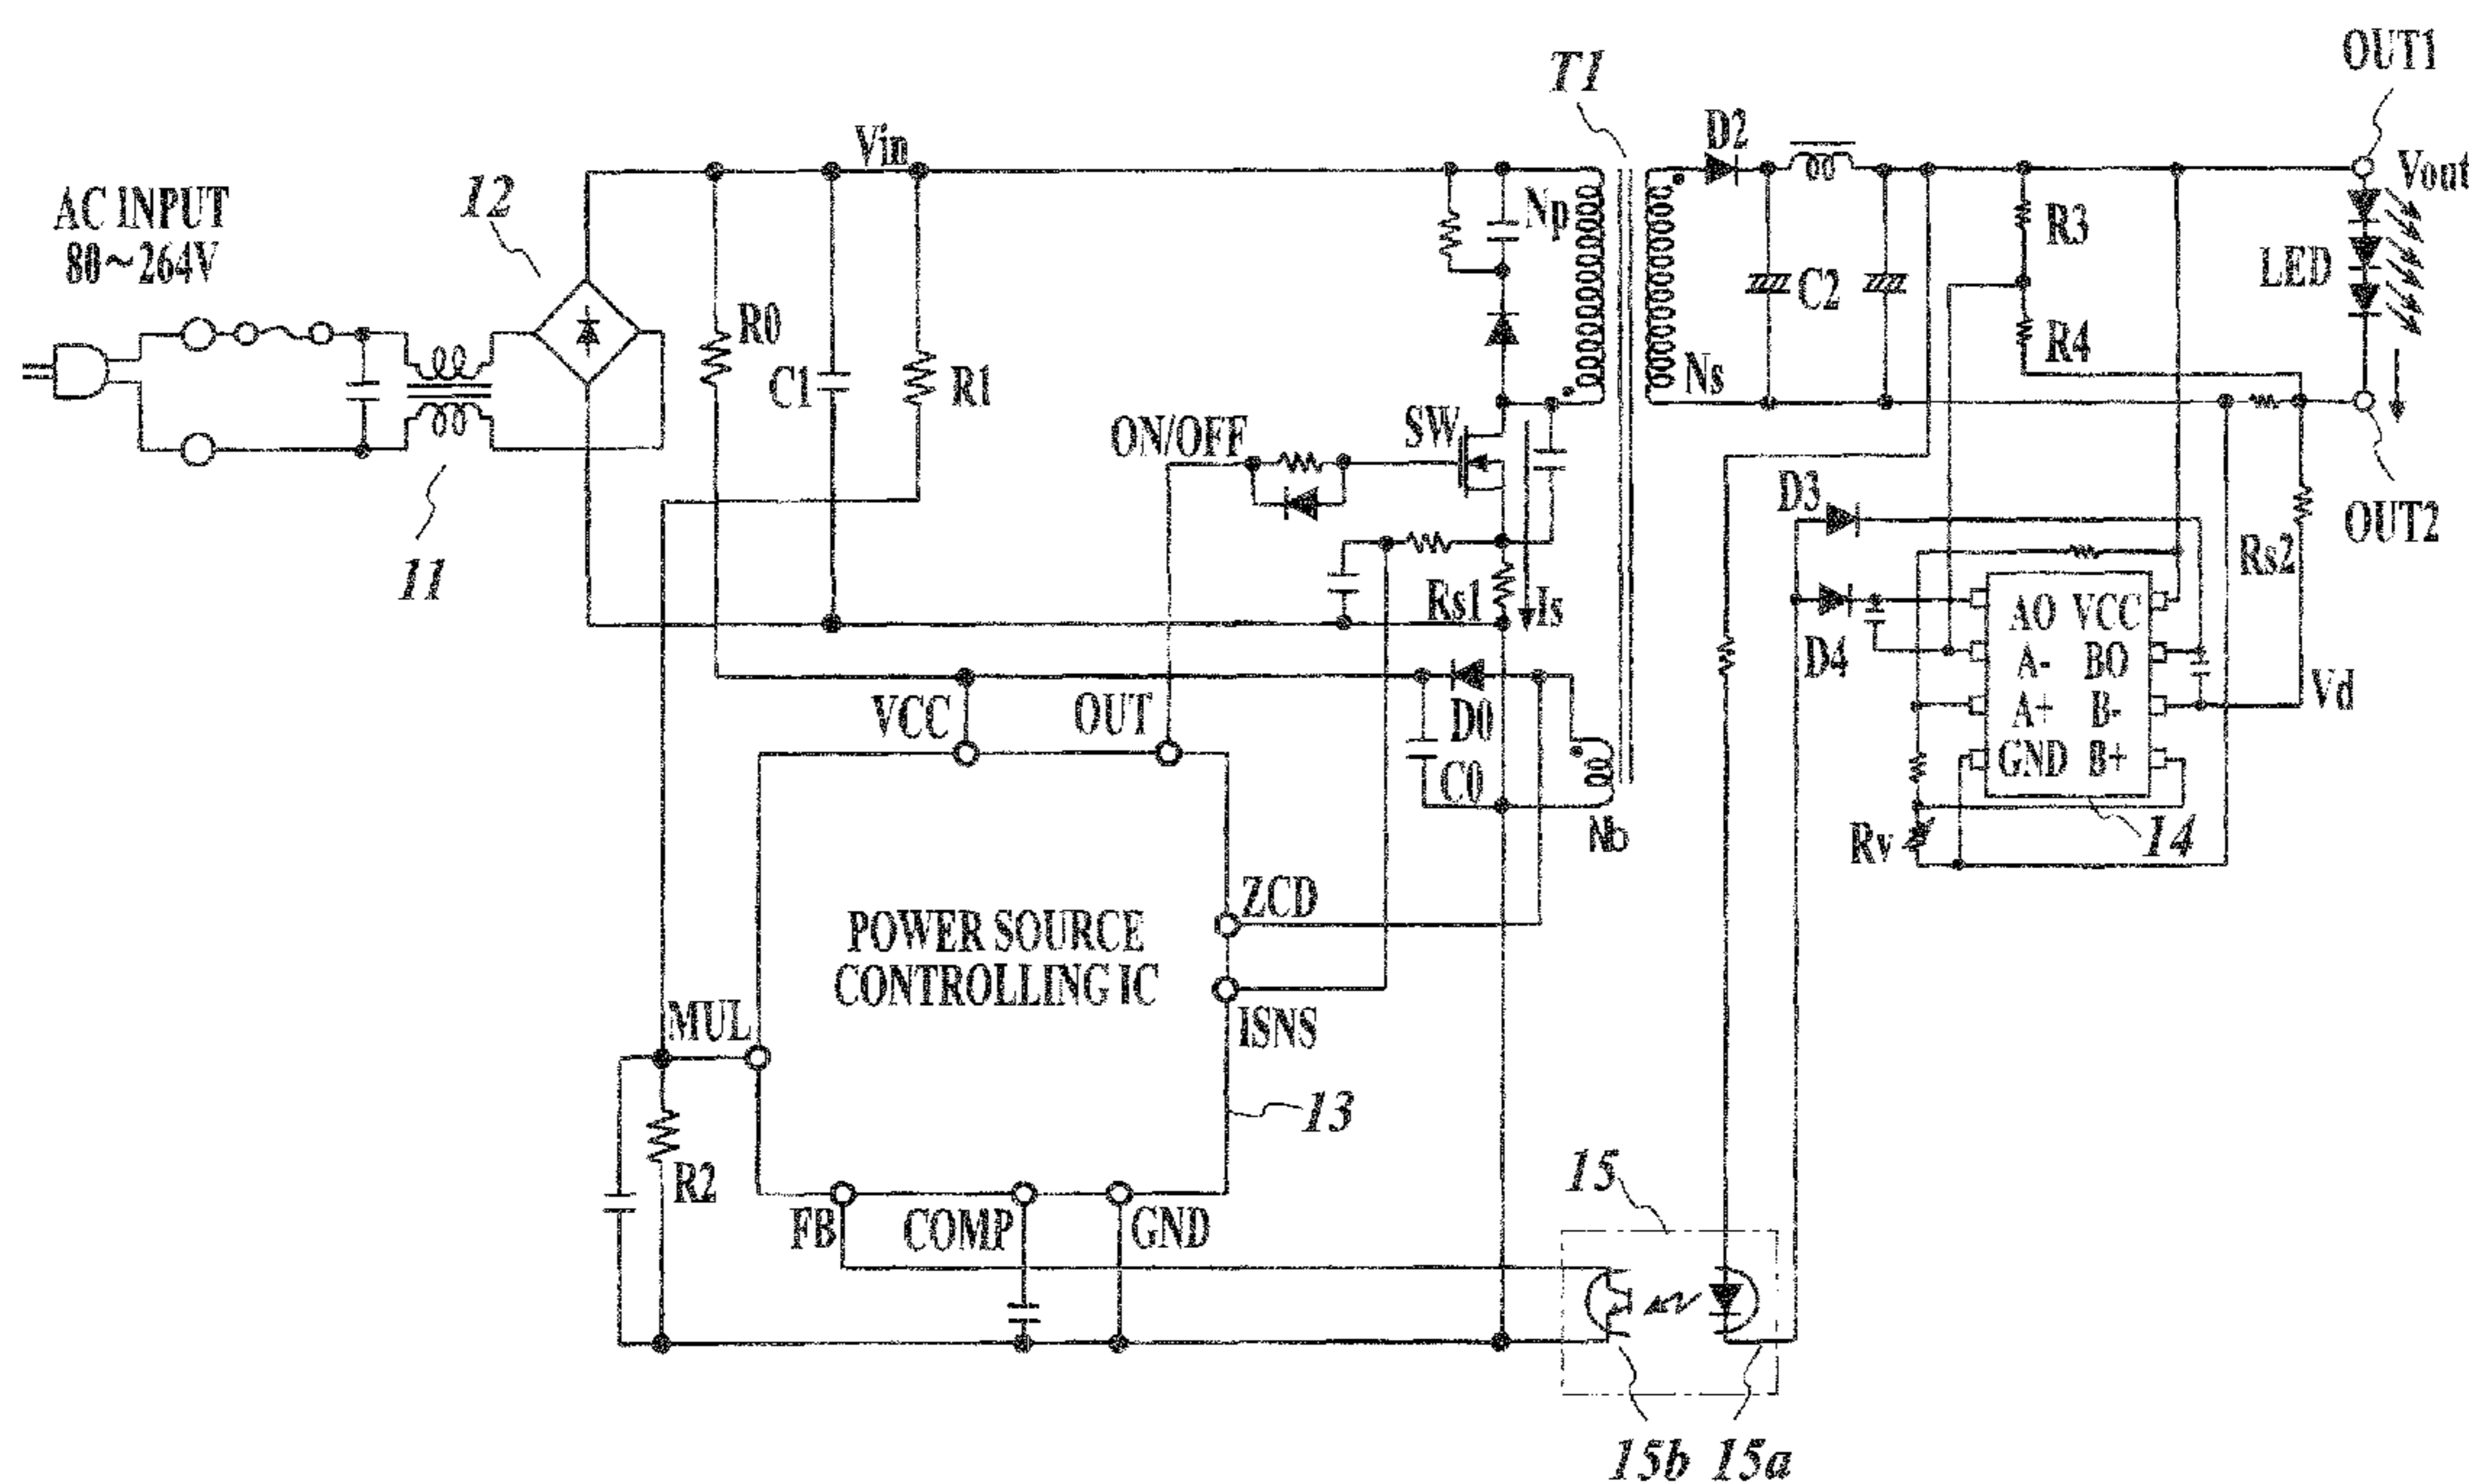 OUT1
T1
D2
Vin
Vout
12
AC INPUT
80~264V
Np
R3
LED
C2
R0
R4
Ns
C1
R1
ON/OFF
SW
D3
OUT2
11
Rs2
Rs1
Is
AO VCC
D4
A- BO
Vd
VCC
OUT
D0
A+ B-
C0
GND B+
Nb
Rv
14
ZCD
POWER SOURCE
CONTROLLING IC
MUL
ISNS
13
15
R2
FB
COMP
GND
15b
15a